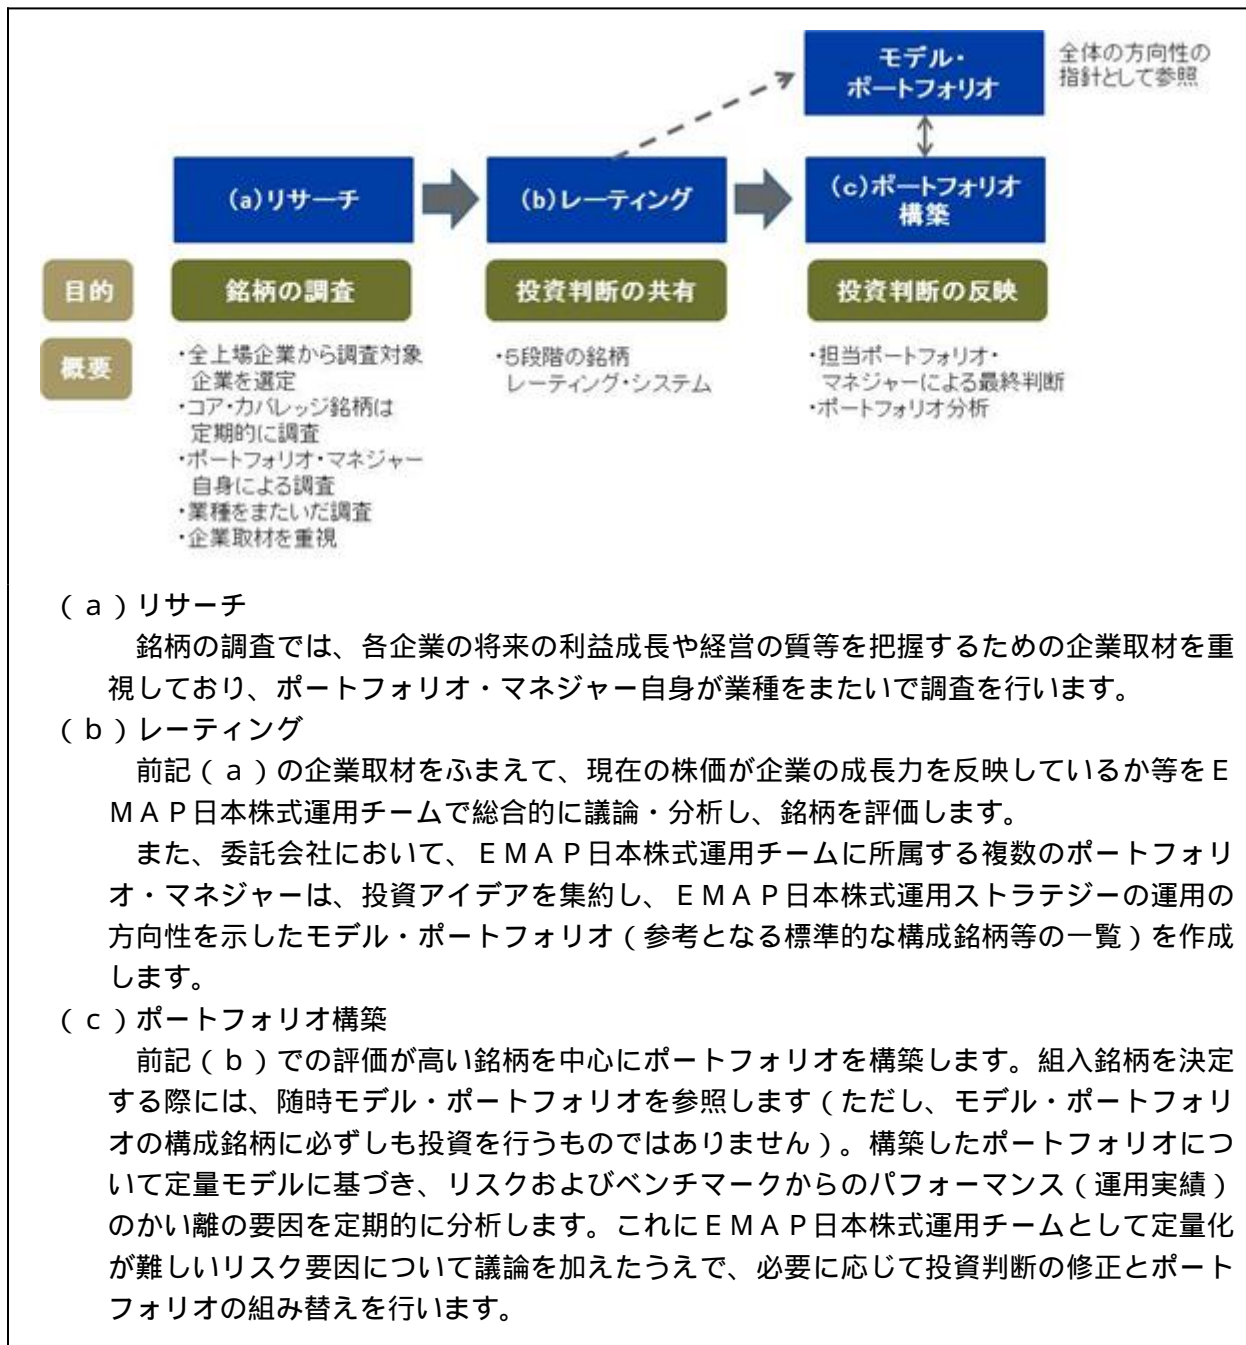 モデル・
ポートフォリオ
全体の方向性の
指針として参照
(a)リサーチ
(b)レーティング
(c)ポートフォリオ
構築
目的
銘柄の調査
投資判断の共有
投資判断の反映
概要
・全上場企業から調査対象
企業を選定
・コア・カバレッジ銘柄は
定期的に調査
・ポートフォリオ・マネジャー
自身による調査
・業種をまたいだ調査
・企業取材を重視
・5段階の銘柄
レーティング・システム
・担当ポートフォリオ・
マネジャーによる最終判断
・ポートフォリオ分析
(a)リサーチ
銘柄の調査では、各企業の将来の利益成長や経営の質等を把握するための企業取材を重
視しており、ポートフォリオ・マネジャー自身が業種をまたいで調査を行います。
(b)レーティング
前記(a)の企業取材をふまえて、現在の株価が企業の成長力を反映しているか等をE
MAP日本株式運用チームで総合的に議論・分析し、銘柄を評価します。
また、委託会社において、EMAP日本株式運用チームに所属する複数のポートフォリ
オ・マネジャーは、投資アイデアを集約し、EMAP日本株式運用ストラテジーの運用の
方向性を示したモデル・ポートフォリオ(参考となる標準的な構成銘柄等の一覧)を作成
します。
(c)ポートフォリオ構築
前記(b)での評価が高い銘柄を中心にポートフォリオを構築します。組入銘柄を決定
する際には、随時モデル・ポートフォリオを参照します(ただし、モデル・ポートフォリ
オの構成銘柄に必ずしも投資を行うものではありません)。構築したポートフォリオにつ
いて定量モデルに基づき、リスクおよびベンチマークからのパフォーマンス(運用実績)
のかい離の要因を定期的に分析します。これにEMAP日本株式運用チームとして定量化
が難しいリスク要因について議論を加えたうえで、必要に応じて投資判断の修正とポート
フォリオの組み替えを行います。